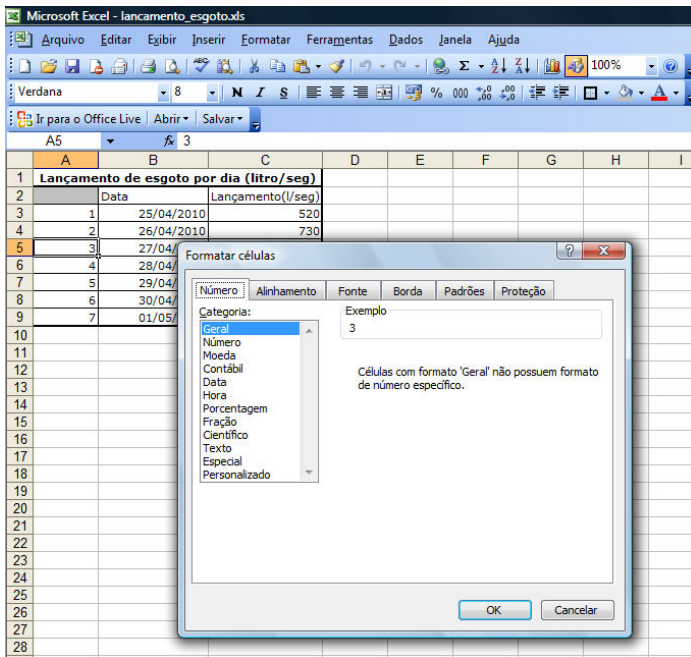 Microsoft Excel - lancamento_esgoto.xls
Arquivo Editar Exibir Inserir Formatar Ferramentas Dados Janela Ajuda
ABC Σ 100%
Verdana 8 N I S % 000 ,00 A
Ir para o Office Live Abrir Salvar
A5 fx 3
A B C D E F G H I
1 Lançamento de esgoto por dia (litro/seg)
2 Data Lançamento(l/seg)
3 1 25/04/2010 520
4 2 26/04/2010 730
5 3 27/04/
6 4 28/04/
7 5 29/04/
8 6 30/04/
9 7 01/05/
10
11
12
13
14
15
16
17
18
19
20
21
22
23
24
25
26
27
28
Formatar células
Número Alinhamento Fonte Borda Padrões Proteção
Categoria:
Geral
Número
Moeda
Contábil
Data
Hora
Porcentagem
Fração
Científico
Texto
Especial
Personalizado
Exemplo
3
Células com formato 'Geral' não possuem formato
de número específico.
OK Cancelar